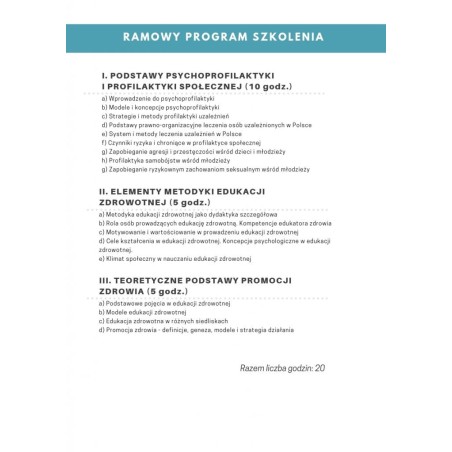 RAMOWY PROGRAM SZKOLENIA
I. PODSTAWY PSYCHOPROFILAKTYKI
I PROFILAKTYKI SPOŁECZNEJ (10 godz.)
a) Wprowadzenie do psychoprofilaktyki
b) Modele i koncepcje psychoprofilaktyki
c) Strategie i metody profilaktyki uzależnień
d) Podstawy prawno-organizacyjne leczenia osób uzależnionych w Polsce
e) System i metody leczenia uzależnień w Polsce
f) Czynniki ryzyka i chroniące w profilaktyce społecznej
g) Zapobieganie agresji i przestępczości wśród dzieci i młodzieży
h) Profilaktyka samobójstw wśród młodzieży
g) Zapobieganie ryzykownym zachowaniom seksualnym wśród młodzieży
II. ELEMENTY METODYKI EDUKACJI
ZDROWOTNEJ (5 godz.)
a) Metodyka edukacji zdrowotnej jako dydaktyka szczegółowa
b) Rola osób prowadzących edukację zdrowotną. Kompetencje edukatora zdrowia
c) Motywowanie i wartościowanie w prowadzeniu edukacji zdrowotnej
d) Cele kształcenia w edukacji zdrowotnej. Koncepcje psychologiczne w edukacji
zdrowotnej.
e) Klimat społeczny w nauczaniu edukacji zdrowotnej
III. TEORETYCZNE PODSTAWY PROMOCJI
ZDROWIA (5 godz.)
a) Podstawowe pojęcia w edukacji zdrowotnej
b) Modele edukacji zdrowotnej
c) Edukacja zdrowotna w różnych siedliskach
d) Promocja zdrowia - definicje, geneza, modele i strategia działania
Razem liczba godzin: 20